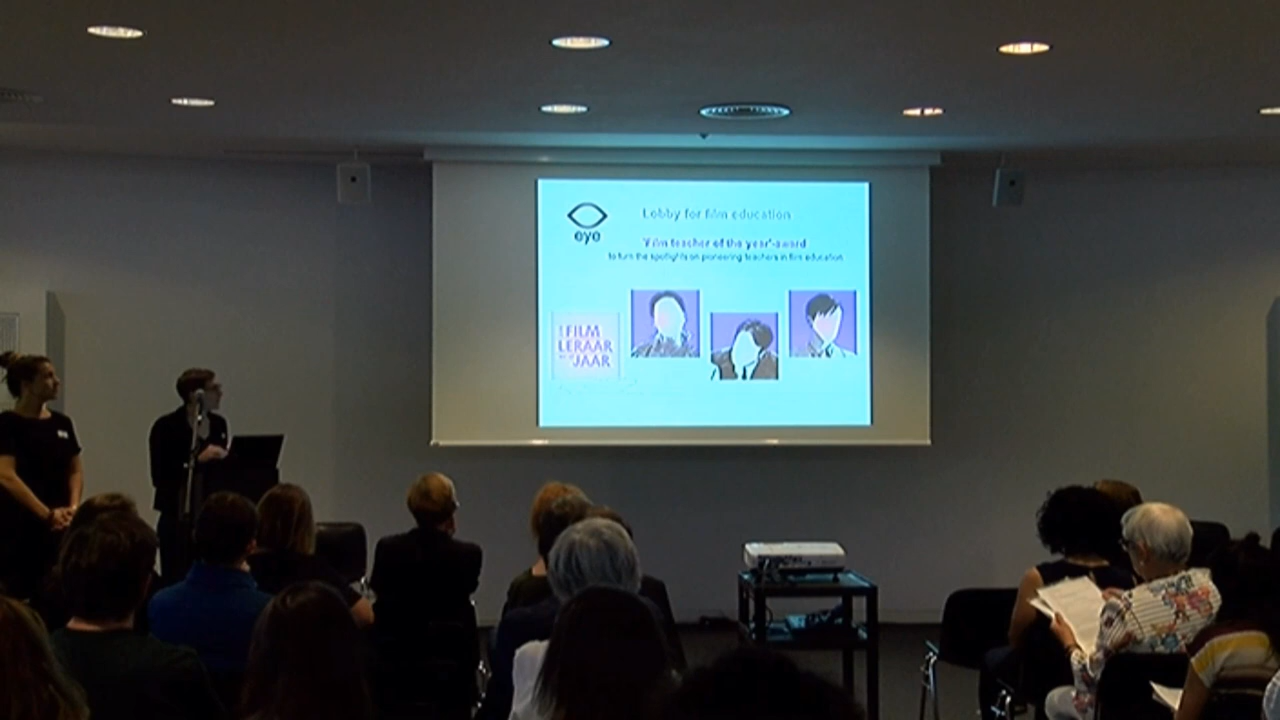 eye
Lobby for film education
'Film teacher of the year'-award
to turn the spotlights on pioneering teachers in film education
FILM
LERAAR
JAAR